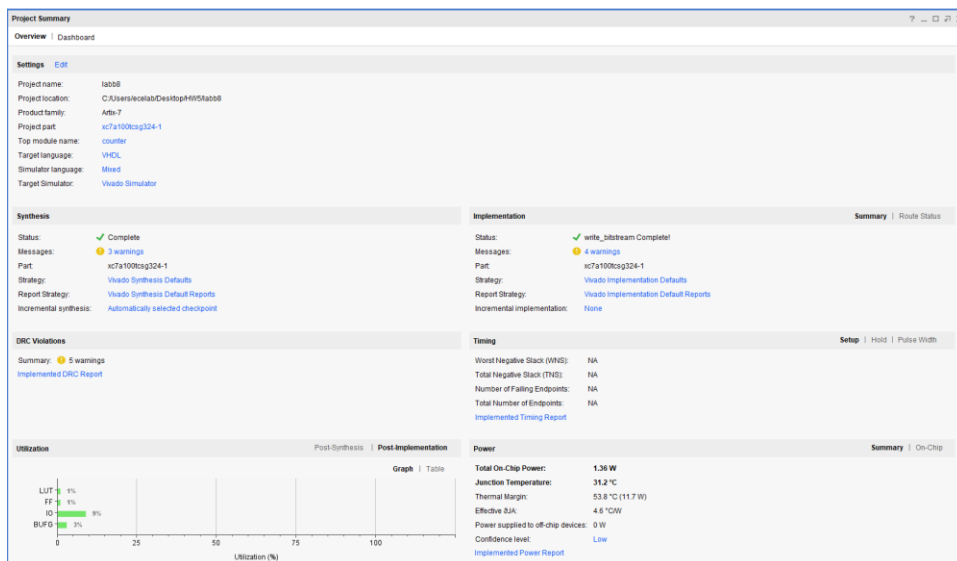 Project Summary
? _ □
Overview | Dashboard
Settings Edit
Project name: labb8
Project location: C:/Users/ecelab/Desktop/HW5/labb8
Product family: Artix-7
Project part: xc7a100tcsg324-1
Top module name: counter
Target language: VHDL
Simulator language: Mixed
Target Simulator: Vivado Simulator
Synthesis
Status: Complete
Messages: 3 warnings
Part: xc7a100tcsg324-1
Strategy: Vivado Synthesis Defaults
Report Strategy: Vivado Synthesis Default Reports
Incremental synthesis: Automatically selected checkpoint
Implementation Summary | Route Status
Status: write_bitstream Complete!
Messages: 4 warnings
Part: xc7a100tcsg324-1
Strategy: Vivado Implementation Defaults
Report Strategy: Vivado Implementation Default Reports
Incremental implementation: None
DRC Violations
Summary: 5 warnings
Implemented DRC Report
Timing Setup | Hold | Pulse Width
Worst Negative Slack (WNS): NA
Total Negative Slack (TNS): NA
Number of Failing Endpoints: NA
Total Number of Endpoints: NA
Implemented Timing Report
Utilization Post-Synthesis | Post-Implementation
Graph | Table
LUT 1%
FF 1%
IO 9%
BUFG 3%
0 25 50 75 100
Utilization (%)
Power Summary | On-Chip
Total On-Chip Power: 1.36 W
Junction Temperature: 31.2 °C
Thermal Margin: 53.8 °C (11.7 W)
Effective ϑJA: 4.6 °C/W
Power supplied to off-chip devices: 0 W
Confidence level: Low
Implemented Power Report